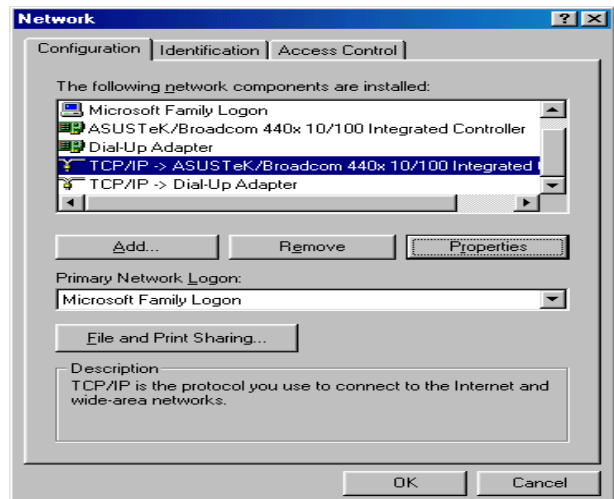 Network
Configuration Identification Access Control
The following network components are installed:
Microsoft Family Logon
ASUSTeK/Broadcom 440x 10/100 Integrated Controller
Dial-Up Adapter
TCP/IP -> ASUSTeK/Broadcom 440x 10/100 Integrated
TCP/IP -> Dial-Up Adapter
Add... Remove Properties
Primary Network Logon:
Microsoft Family Logon
File and Print Sharing...
Description
TCP/IP is the protocol you use to connect to the Internet and
wide-area networks.
OK Cancel